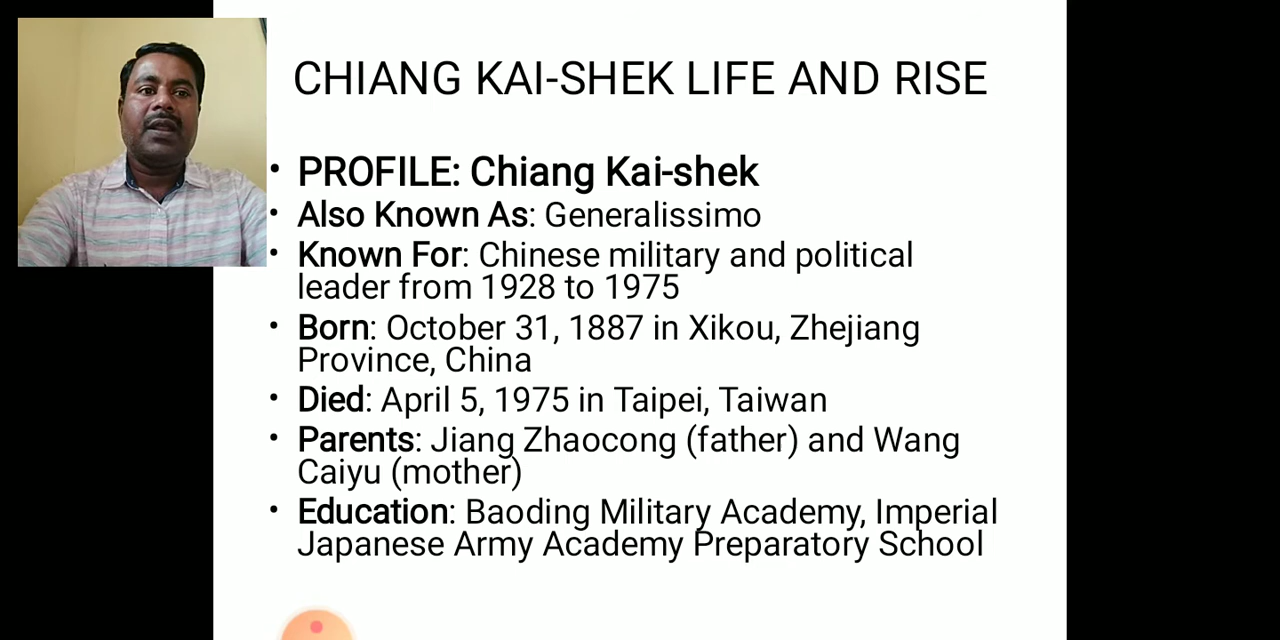 CHIANG KAI-SHEK LIFE AND RISE
• PROFILE: Chiang Kai-shek
• Also Known As: Generalissimo
• Known For: Chinese military and political
leader from 1928 to 1975
• Born: October 31, 1887 in Xikou, Zhejiang
Province, China
• Died: April 5, 1975 in Taipei, Taiwan
• Parents: Jiang Zhaocong (father) and Wang
Caiyu (mother)
• Education: Baoding Military Academy, Imperial
Japanese Army Academy Preparatory School